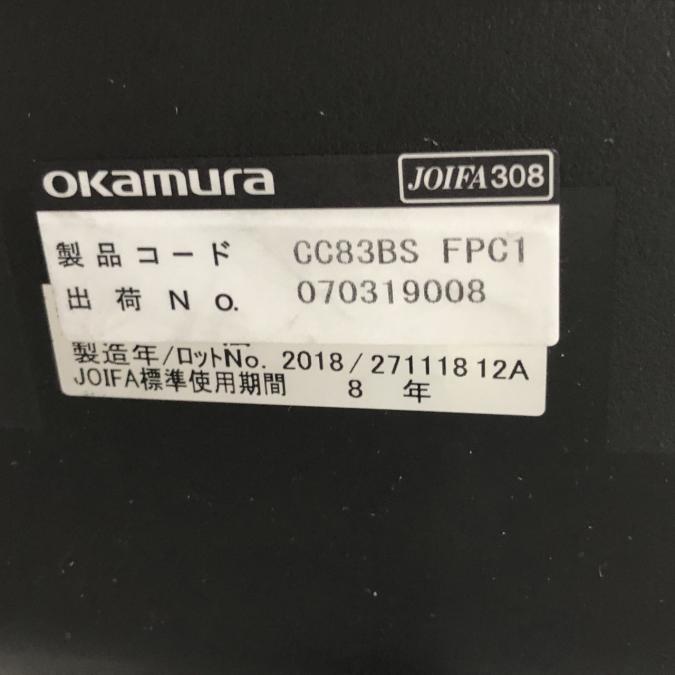 okamura
JOIFA308
製品コード CC83BS FPC1
出荷No. 070319008
製造年/ロットNo. 2018/27111812A
JOIFA標準使用期間 8 年